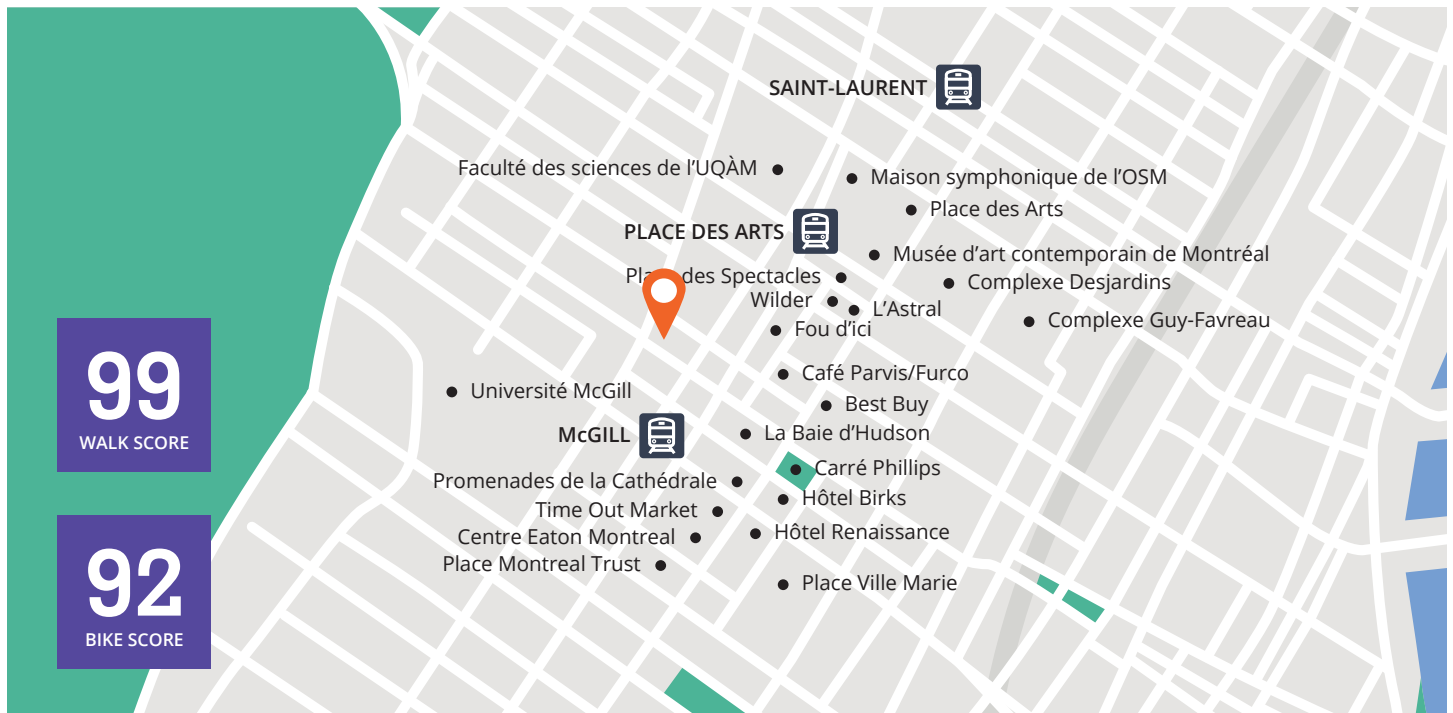 SAINT-LAURENT
Faculté des sciences de l'UQÀM
Maison symphonique de l'OSM
Place des Arts
PLACE DES ARTS
Musée d'art contemporain de Montréal
Pla des Spectacles
Complexe Desjardins
Wilder
L'Astral
Fou d'ici
Complexe Guy-Favreau
99
WALK SCORE
Café Parvis/Furco
Université McGill
Best Buy
McGILL
La Baie d'Hudson
Carré Phillips
Promenades de la Cathédrale
Hôtel Birks
Time Out Market
Hôtel Renaissance
Centre Eaton Montreal
Place Montreal Trust
Place Ville Marie
92
BIKE SCORE